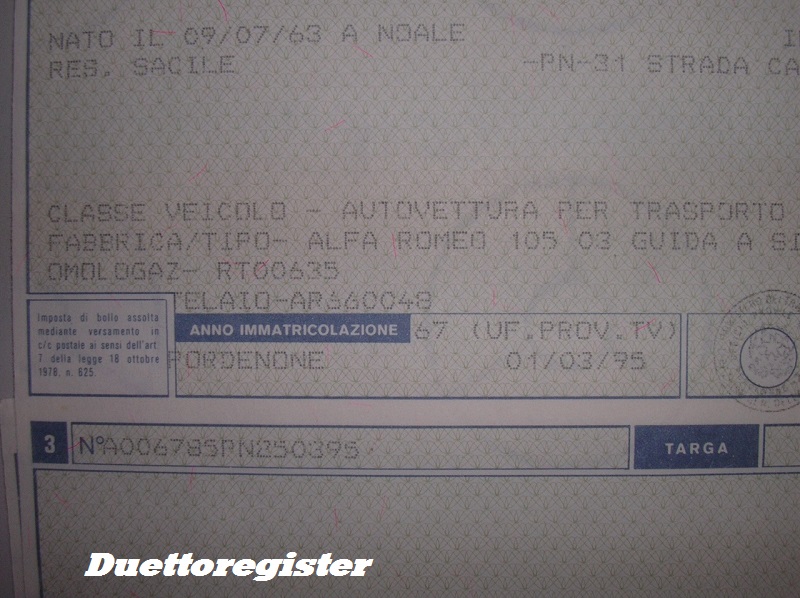 NATO IL 09/07/63 A NOALE
RES. SACILE -PN-31 STRADA CA
CLASSE VEICOLO - AUTOVETTURA PER TRASPORTO
FABBRICA/TIPO- ALFA ROMEO 105 03 GUIDA A SI
OMOLOGAZ- RT00635
TELAIO-AR660048
Imposta di bollo assolta
mediante versamento in
c/c postale ai sensi dell'art.
7 della legge 18 ottobre
1978. n. 625.
ANNO IMMATRICOLAZIONE 67 (UF.PROV.TV)
PORDENONE 01/03/95
3 N°A006785PN250395
TARGA
Duettoregister